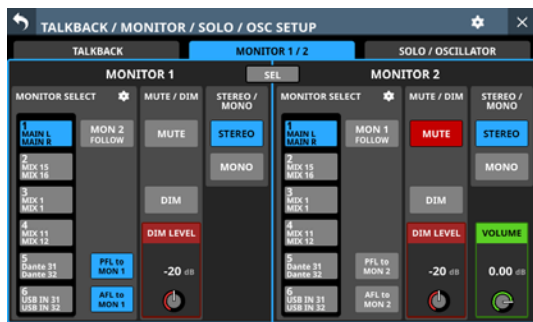 TALKBACK / MONITOR / SOLO / OSC SETUP
TALKBACK
MONITOR 1 / 2
SOLO / OSCILLATOR
MONITOR 1
SEL
MONITOR 2
MONITOR SELECT
MUTE / DIM
STEREO /
MONO
1
MAIN L
MAIN R
MON 2
FOLLOW
MUTE
STEREO
2
MIX 15
MIX 16
MONO
3
MIX 1
MIX 1
DIM
4
MIX 11
MIX 12
DIM LEVEL
5
Dante 31
Dante 32
PFL to
MON 1
-20 dB
6
USB IN 31
USB IN 32
AFL to
MON 1
MONITOR SELECT
MUTE / DIM
STEREO /
MONO
1
MAIN L
MAIN R
MON 1
FOLLOW
MUTE
STEREO
2
MIX 15
MIX 16
MONO
3
MIX 1
MIX 1
DIM
4
MIX 11
MIX 12
DIM LEVEL
VOLUME
5
Dante 31
Dante 32
PFL to
MON 2
-20 dB
0.00 dB
6
USB IN 31
USB IN 32
AFL to
MON 2